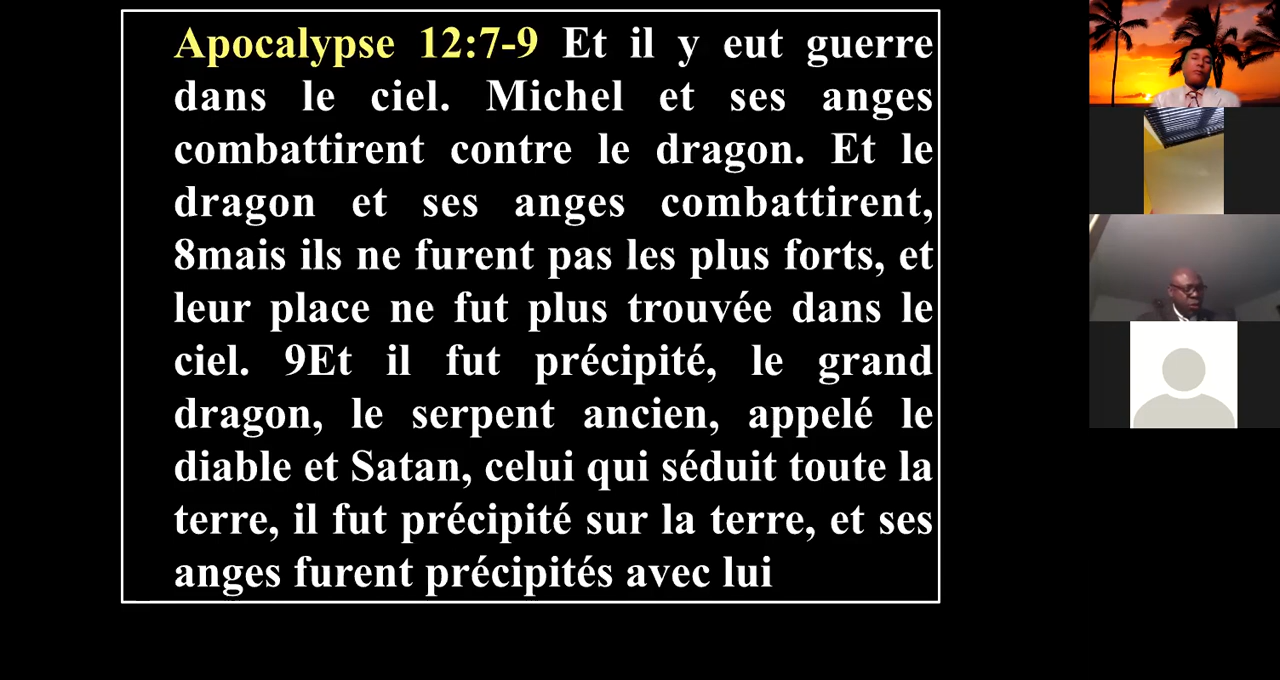 Apocalypse 12:7-9 Et il y eut guerre
dans le ciel. Michel et ses anges
combattirent contre le dragon. Et le
dragon et ses anges combattirent,
8mais ils ne furent pas les plus forts, et
leur place ne fut plus trouvée dans le
ciel. 9Et il fut précipité, le grand
dragon, le serpent ancien, appelé le
diable et Satan, celui qui séduit toute la
terre, il fut précipité sur la terre, et ses
anges furent précipités avec lui